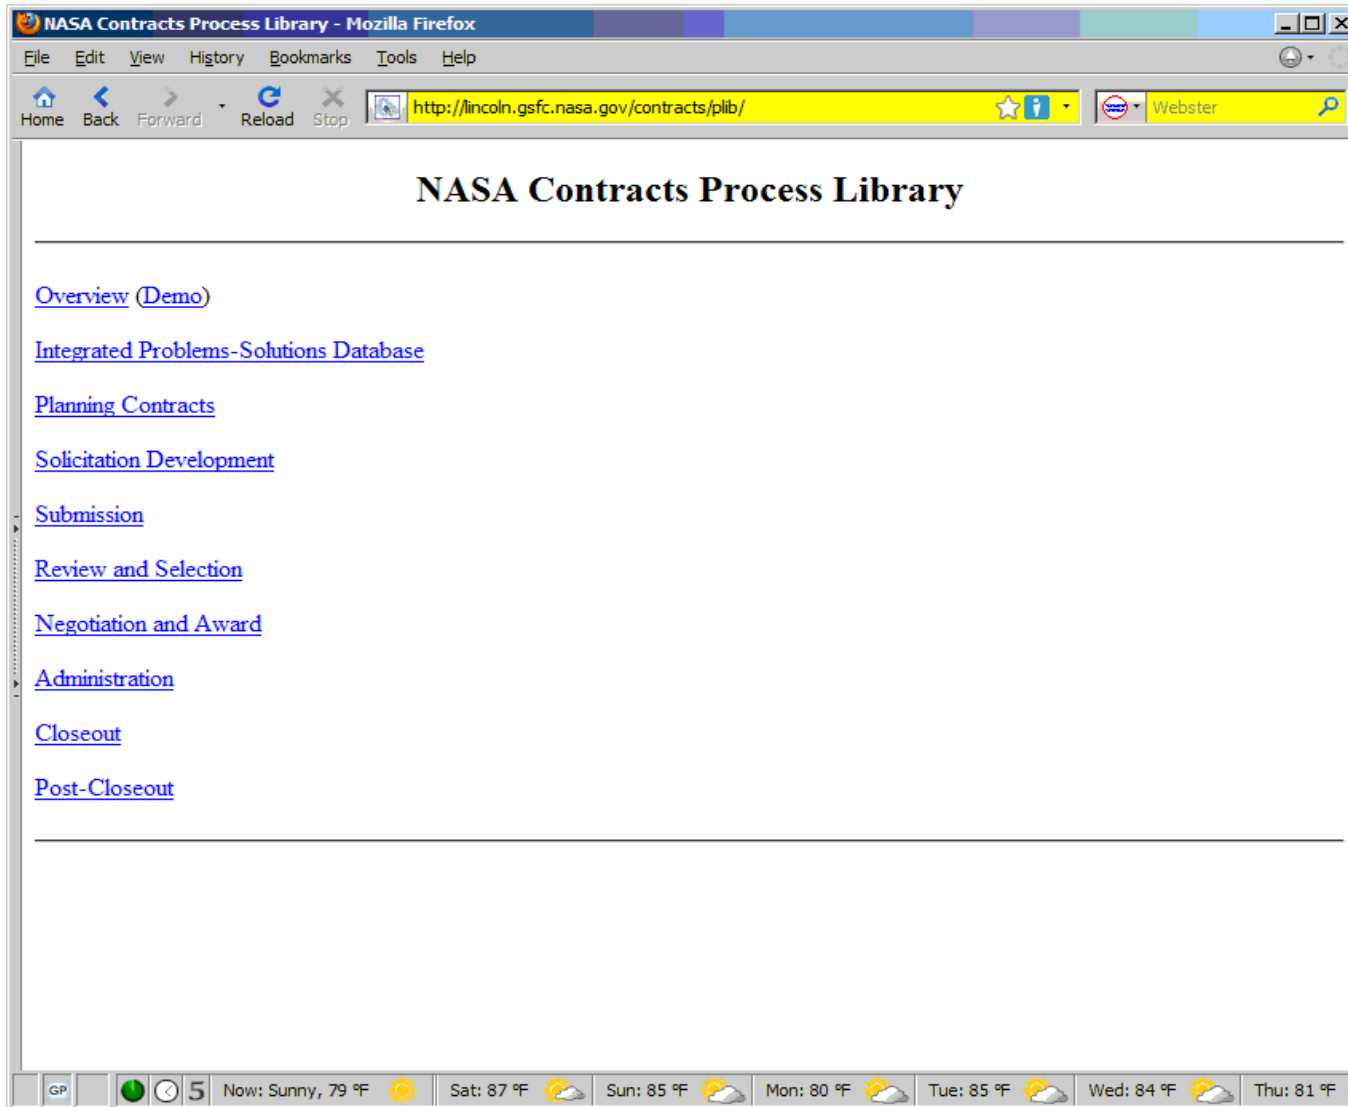 NASA Contracts Process Library - Mozilla Firefox
File Edit View History Bookmarks Tools Help
Home Back Forward Reload Stop http://lincoln.gsfc.nasa.gov/contracts/plib/ Webster
NASA Contracts Process Library
Overview (Demo)
Integrated Problems-Solutions Database
Planning Contracts
Solicitation Development
Submission
Review and Selection
Negotiation and Award
Administration
Closeout
Post-Closeout
GP 5 Now: Sunny, 79 °F Sat: 87 °F Sun: 85 °F Mon: 80 °F Tue: 85 °F Wed: 84 °F Thu: 81 °F